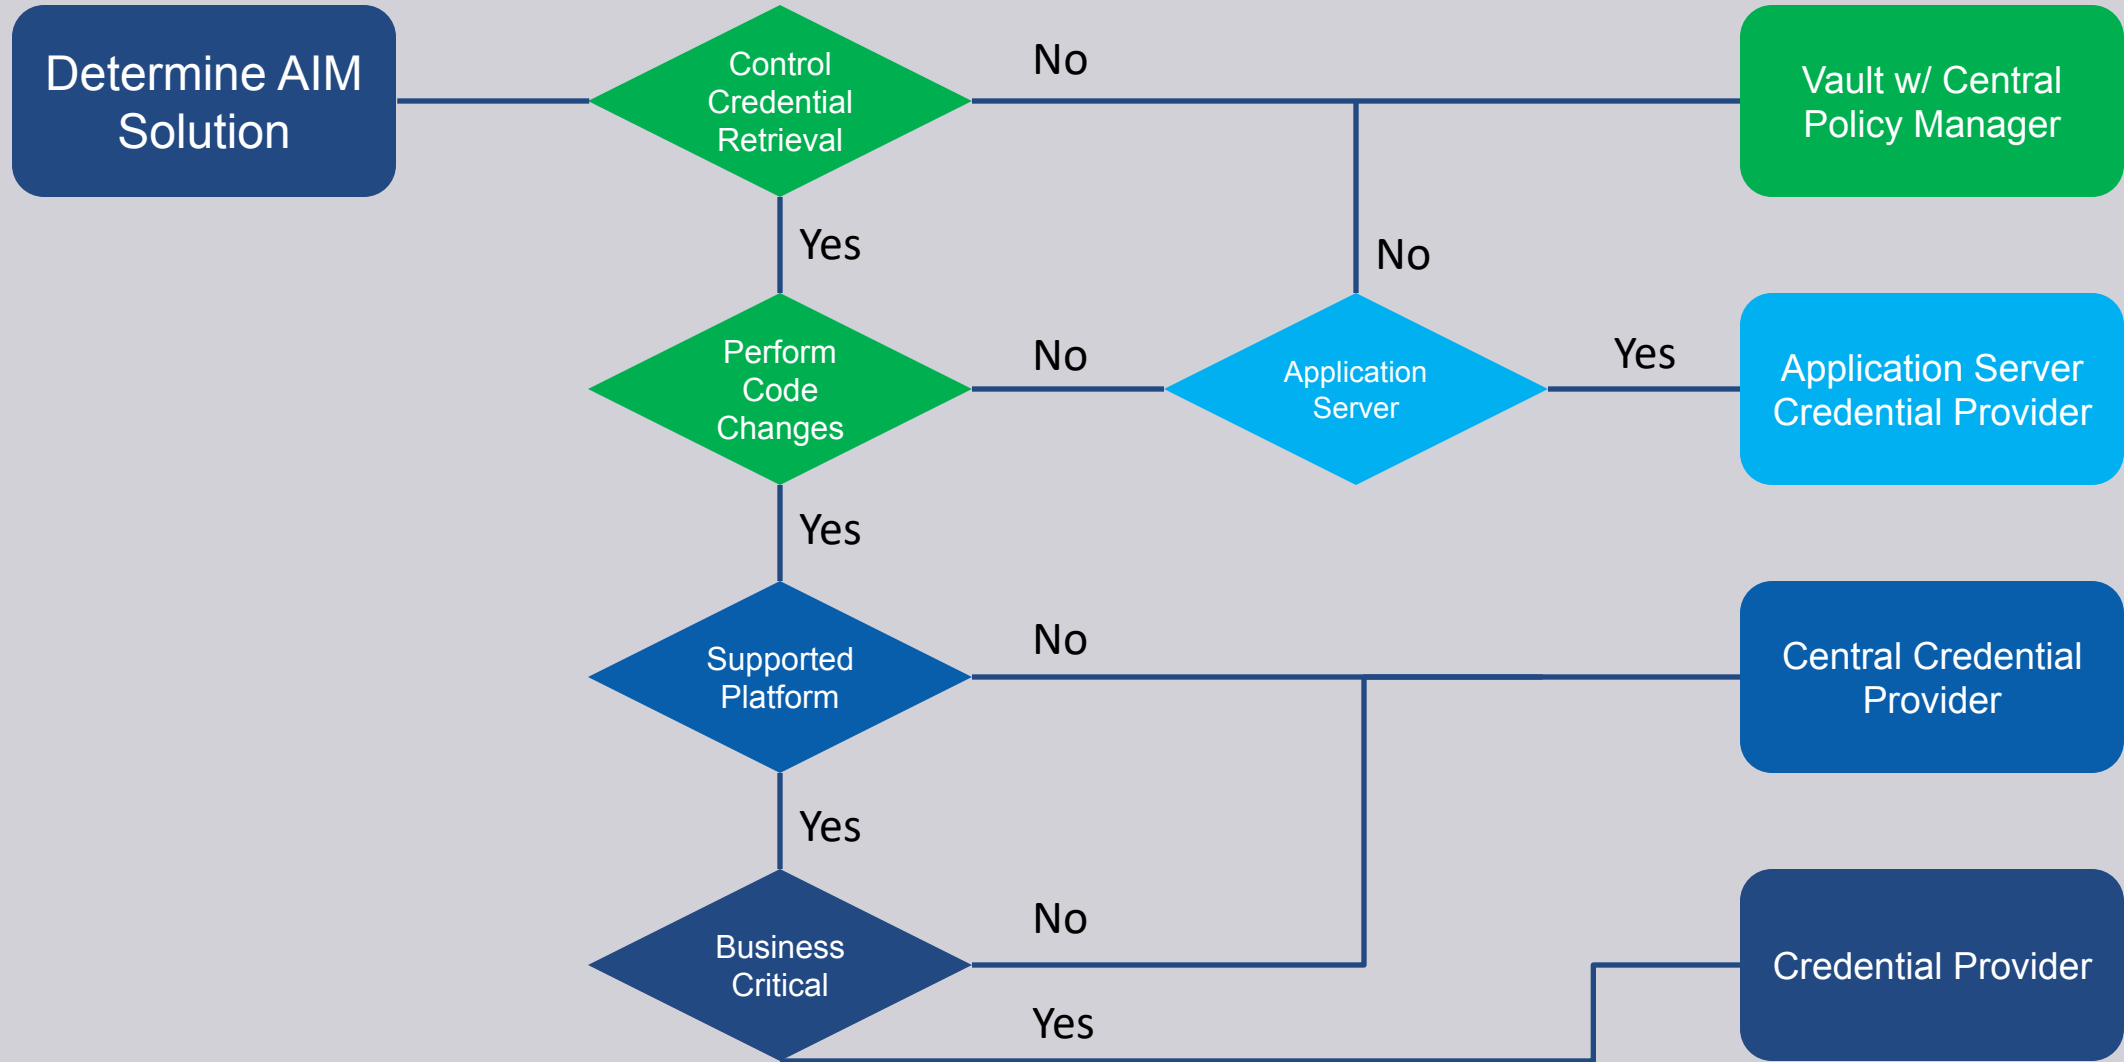 Determine AIM
Solution
Control
Credential
Retrieval
No
Vault w/ Central
Policy Manager
Yes
No
Perform
Code
Changes
No
Application
Server
Yes
Application Server
Credential Provider
Yes
Supported
Platform
No
Central Credential
Provider
Yes
Business
Critical
No
Yes
Credential Provider